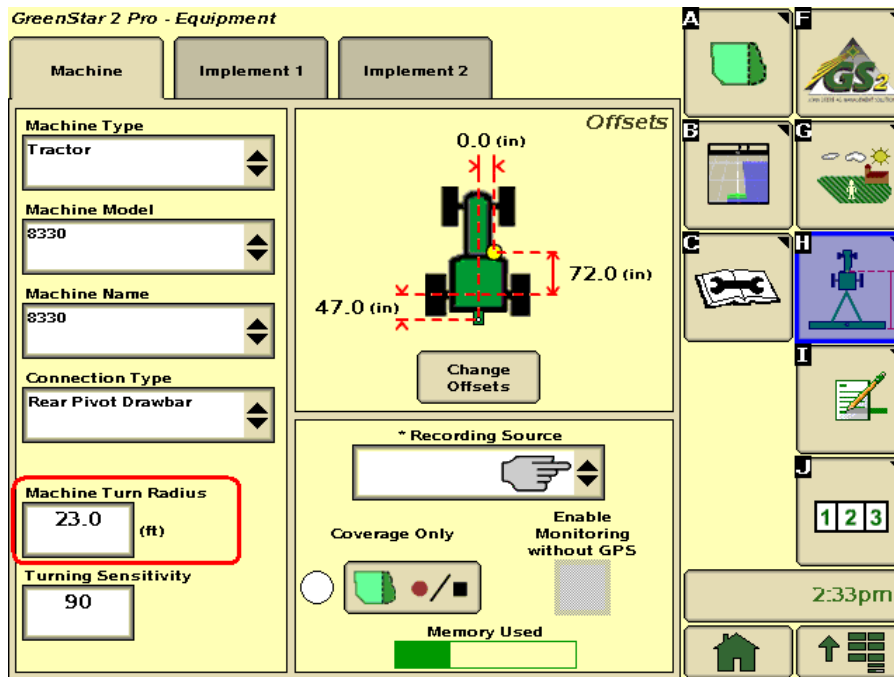 GreenStar 2 Pro - Equipment
Machine
Implement 1
Implement 2
Machine Type
Tractor
Machine Model
8330
Machine Name
8330
Connection Type
Rear Pivot Drawbar
Machine Turn Radius
23.0
(ft)
Turning Sensitivity
90
Offsets
0.0 (in)
72.0 (in)
47.0 (in)
Change
Offsets
* Recording Source
Coverage Only
Enable
Monitoring
without GPS
Memory Used
A
F
GS2
B
G
C
H
I
J
1 2 3
2:33pm